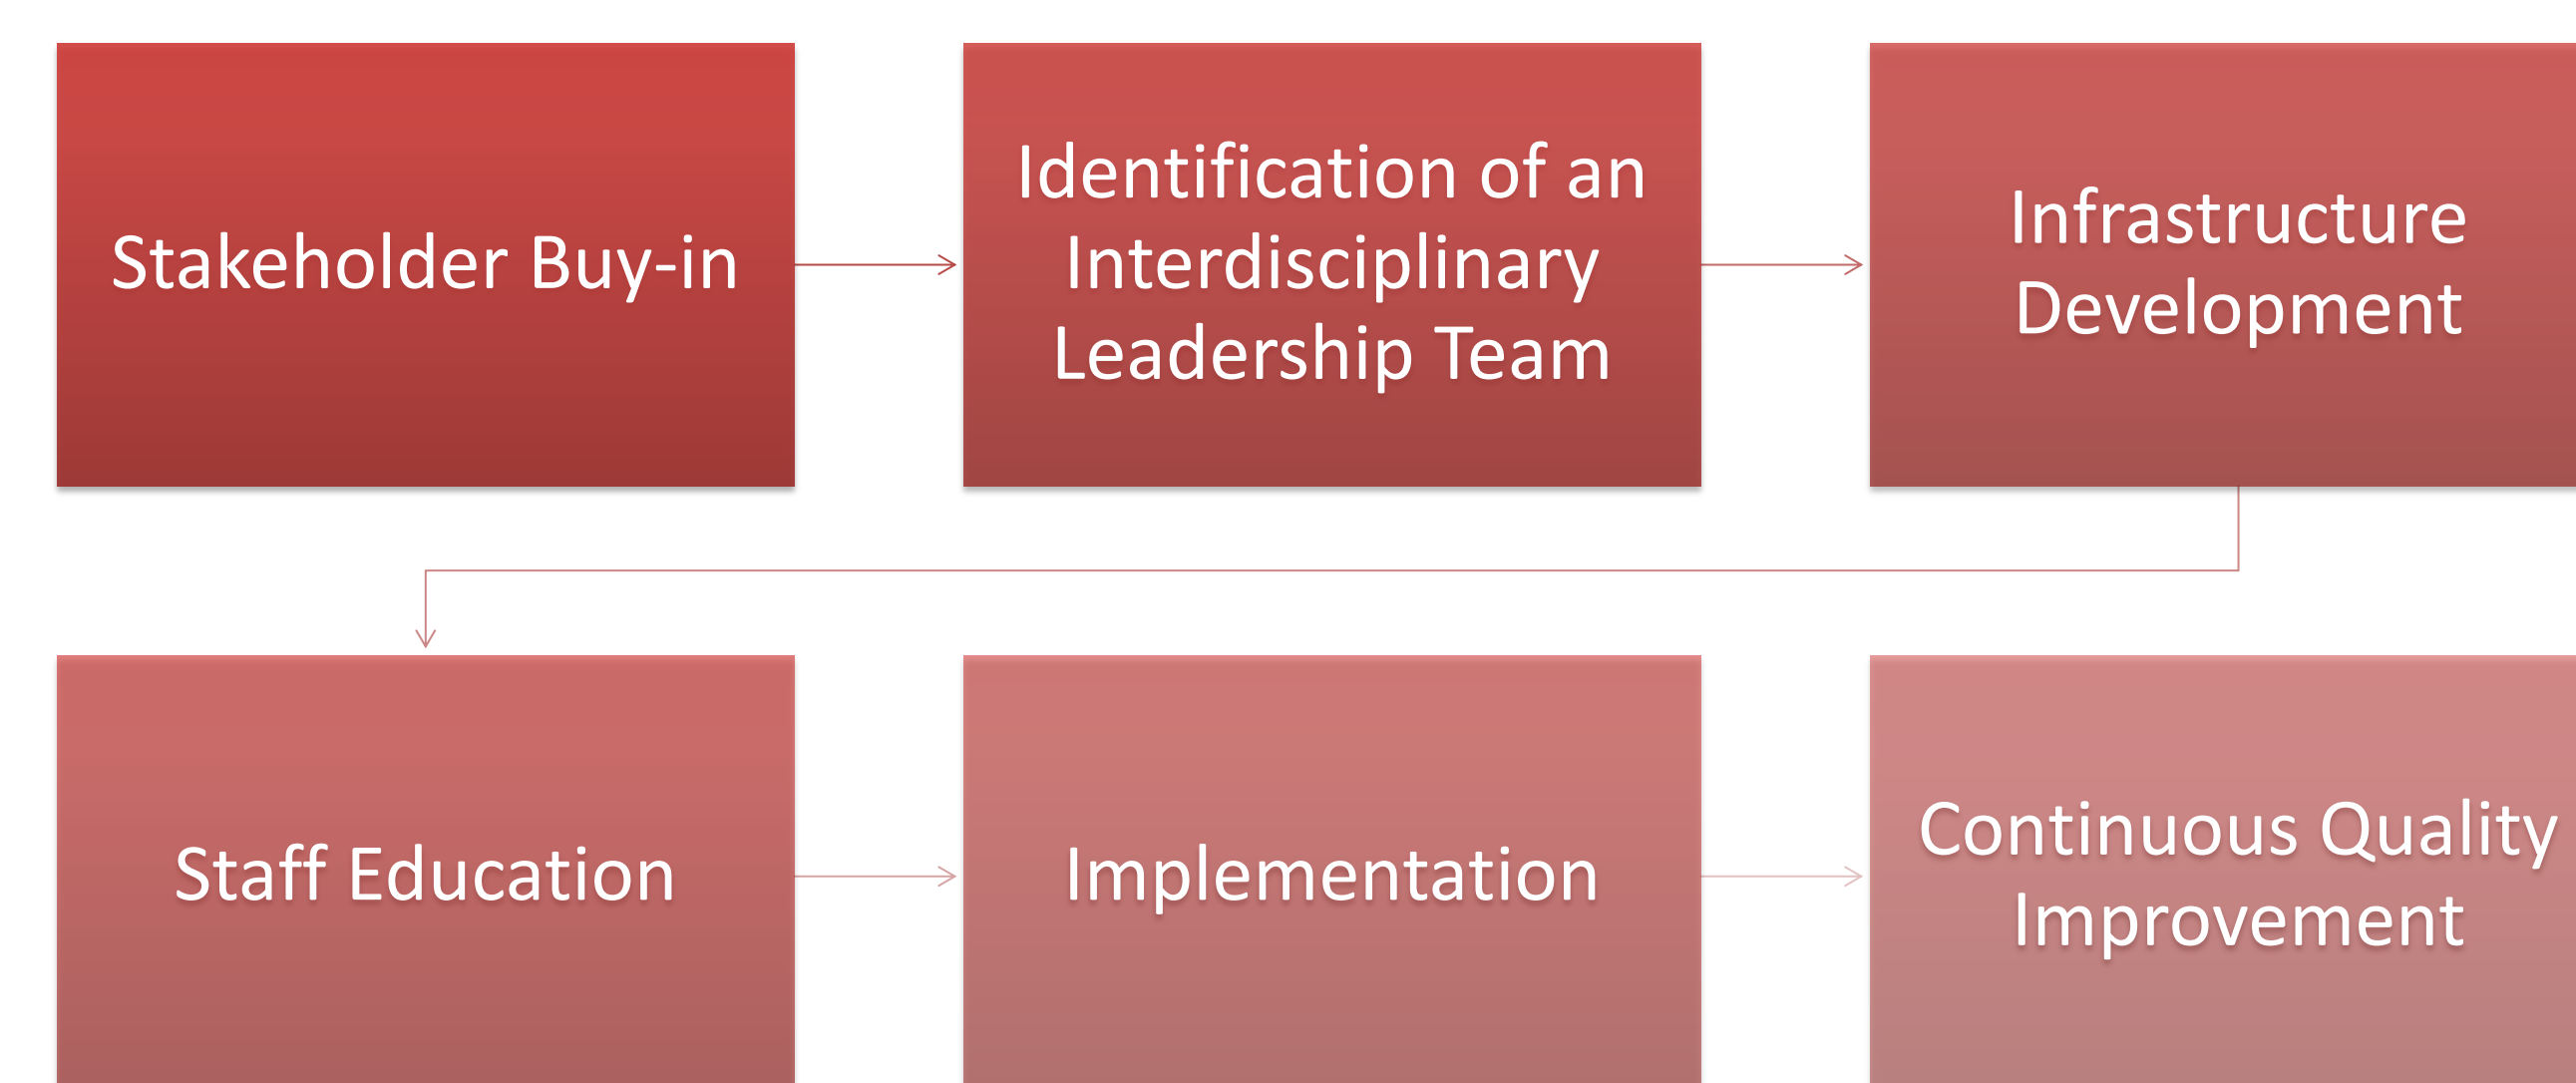 Stakeholder Buy-in
Identification of an
Interdisciplinary
Leadership Team
Infrastructure
Development
Staff Education
Implementation
Continuous Quality
Improvement